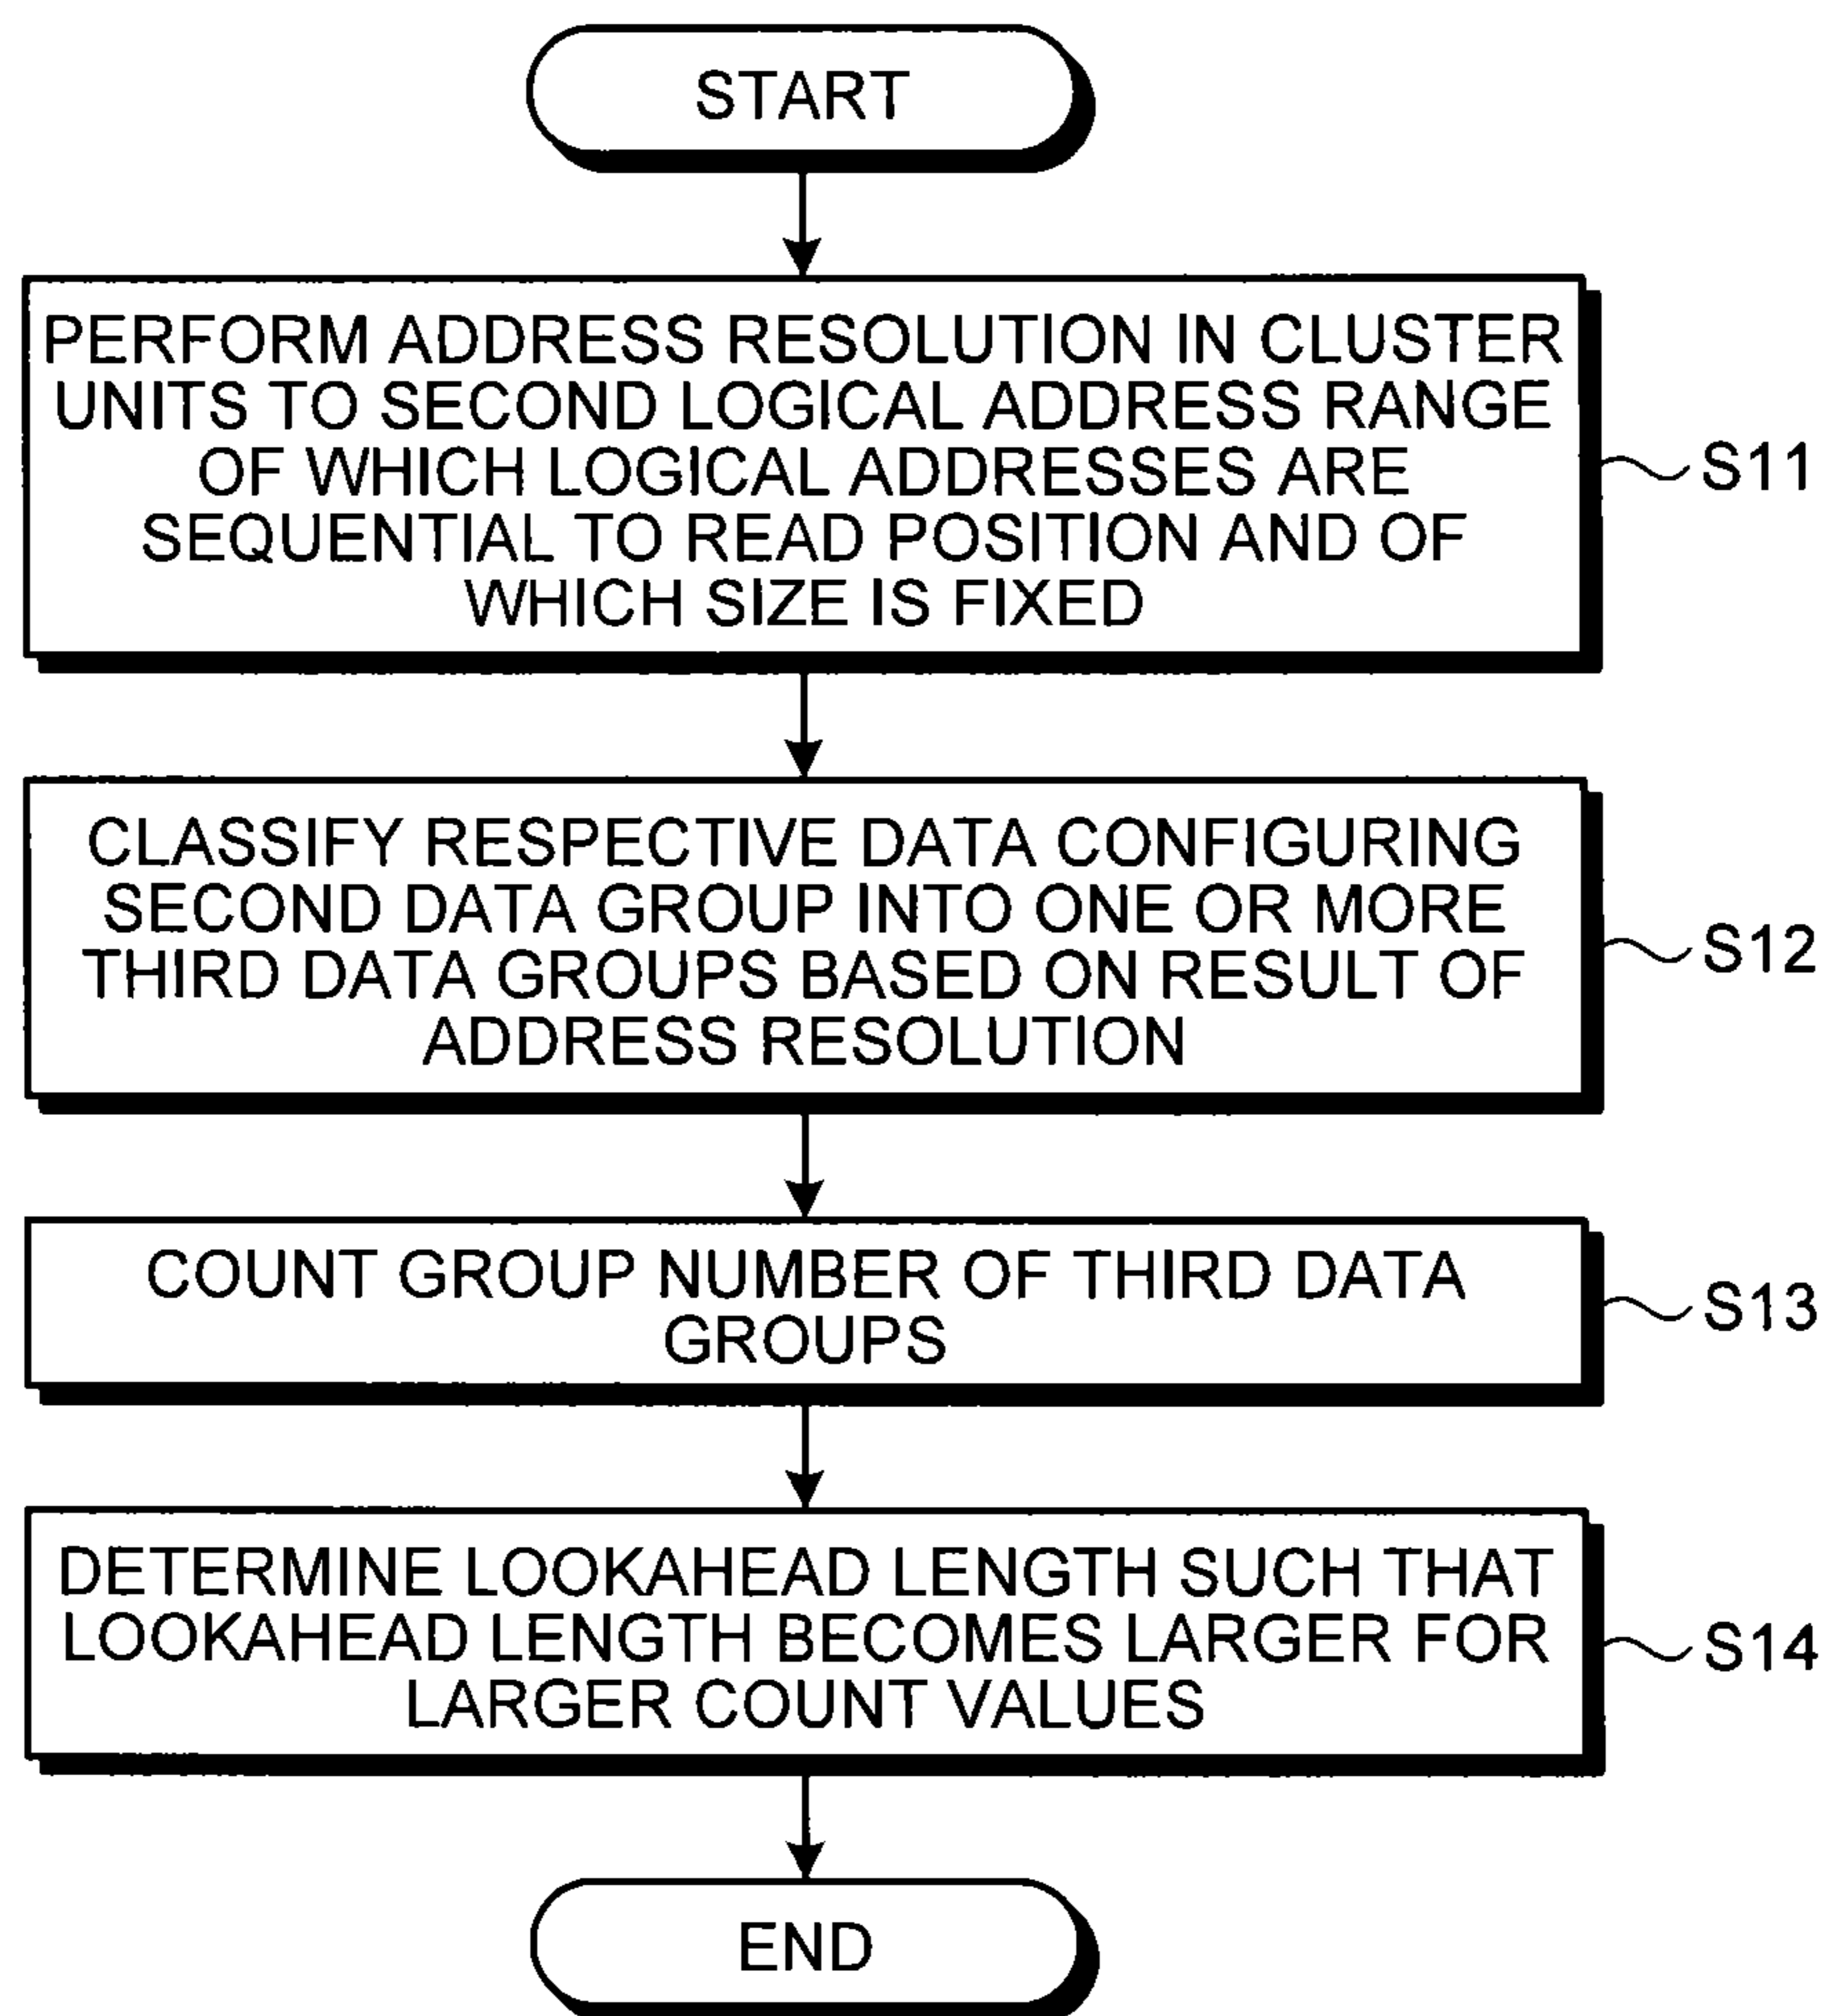 START
PERFORM ADDRESS RESOLUTION IN CLUSTER
UNITS TO SECOND LOGICAL ADDRESS RANGE
OF WHICH LOGICAL ADDRESSES ARE
SEQUENTIAL TO READ POSITION AND OF
WHICH SIZE IS FIXED
S11
CLASSIFY RESPECTIVE DATA CONFIGURING
SECOND DATA GROUP INTO ONE OR MORE
THIRD DATA GROUPS BASED ON RESULT OF
ADDRESS RESOLUTION
S12
COUNT GROUP NUMBER OF THIRD DATA
GROUPS
S13
DETERMINE LOOKAHEAD LENGTH SUCH THAT
LOOKAHEAD LENGTH BECOMES LARGER FOR
LARGER COUNT VALUES
S14
END